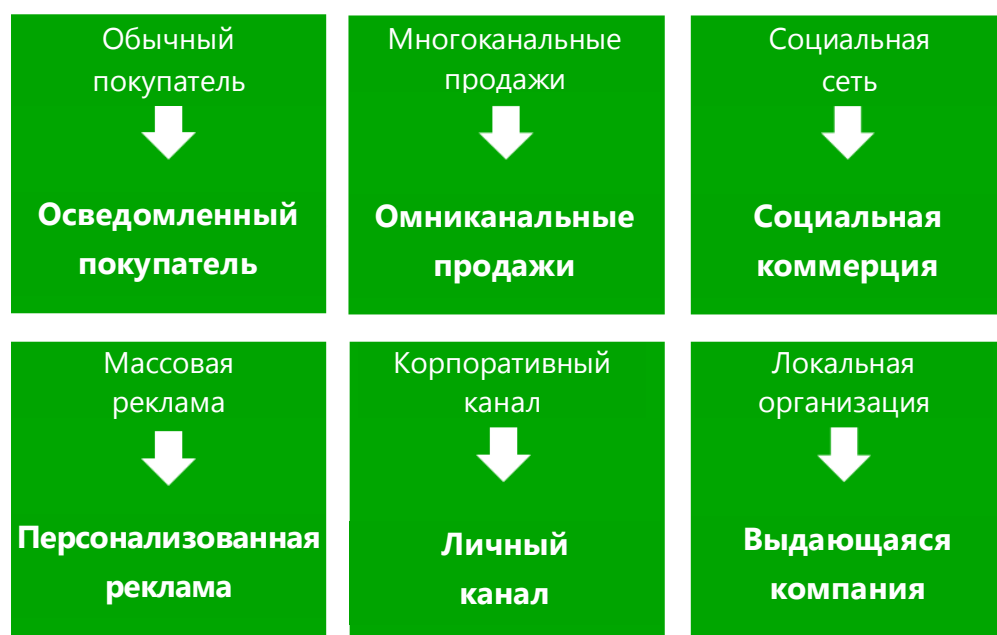 Обычный
покупатель
Осведомленный
покупатель
Многоканальные
продажи
Омниканальные
продажи
Социальная
сеть
Социальная
коммерция
Массовая
реклама
Персонализованная
реклама
Корпоративный
канал
Личный
канал
Локальная
организация
Выдающаяся
компания